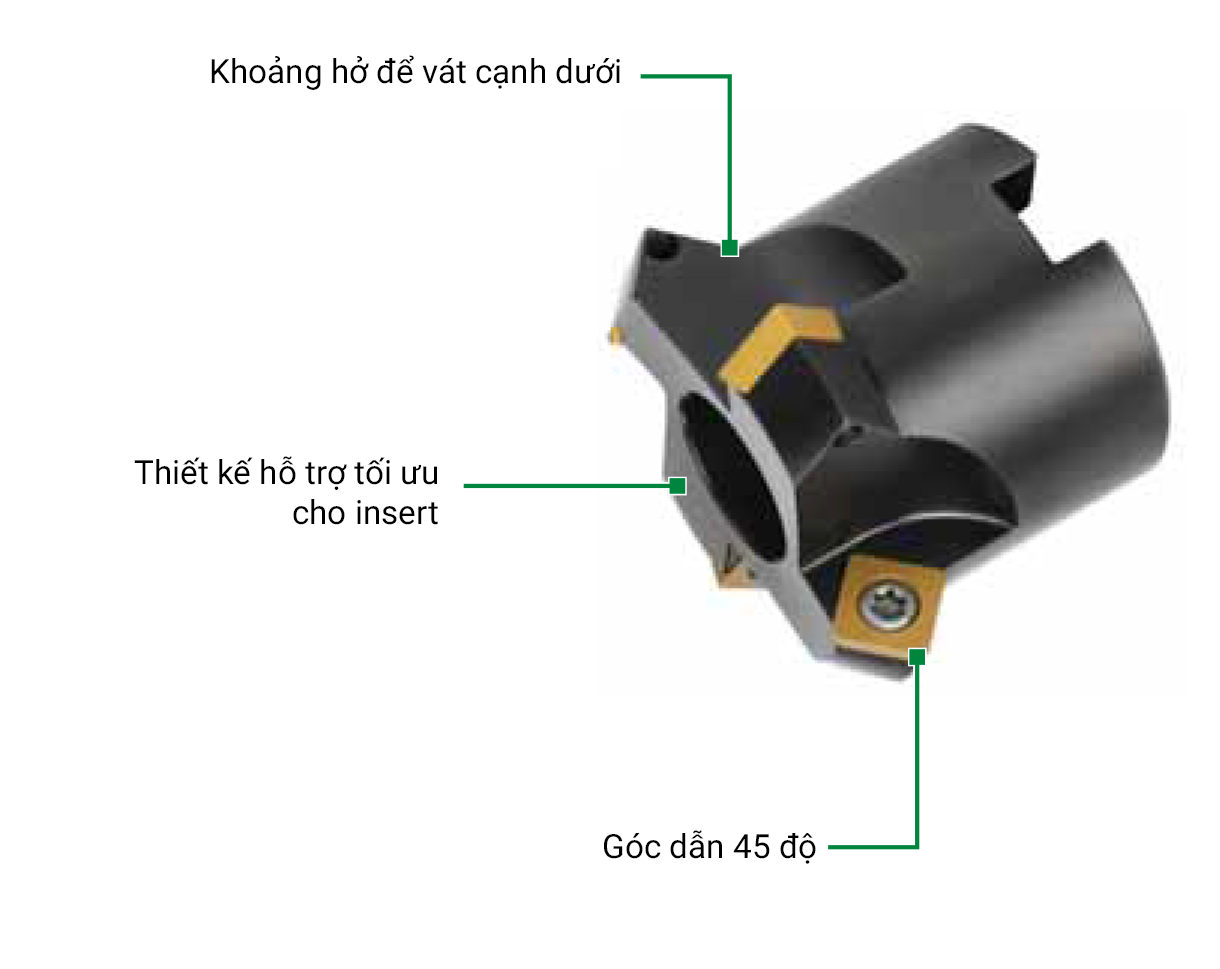 Khoảng hở để vát cạnh dưới
Thiết kế hỗ trợ tối ưu
cho insert
Góc dẫn 45 độ